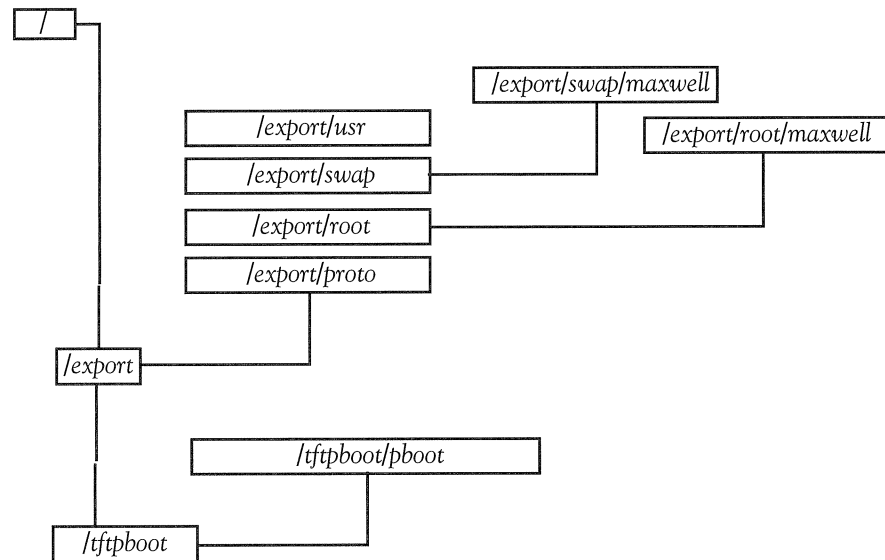 /
/export/swap/maxwell
/export/usr
/export/root/maxwell
/export/swap
/export/root
/export/proto
/export
/tftpboot/pboot
/tftpboot